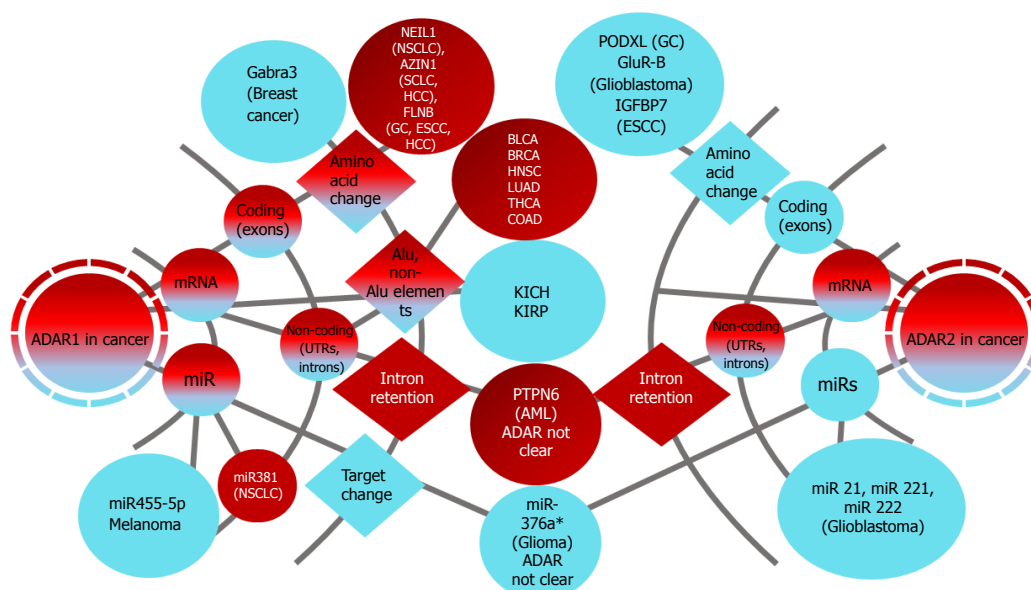 Gabra3
(Breast
cancer)
NEIL1
(NSCLC),
AZIN1
(SCLC,
HCC),
FLNB
(GC, ESCC,
HCC)
PODXL (GC)
GluR-B
(Glioblastoma)
IGFBP7
(ESCC)
Amino
acid
change
BLCA
BRCA
HNSC
LUAD
THCA
COAD
Amino
acid
change
Coding
(exons)
Coding
(exons)
Alu,
non-
Alu elemen
ts
mRNA
mRNA
KICH
KIRP
ADAR1 in cancer
Non-coding
(UTRs,
introns)
Non-coding
(UTRs,
introns)
ADAR2 in cancer
miR
Intron
retention
PTPN6
(AML)
ADAR not
clear
Intron
retention
miRs
miR381
(NSCLC)
Target
change
miR455-5p
Melanoma
miR-
376a*
(Glioma)
ADAR
not clear
miR 21, miR 221,
miR 222
(Glioblastoma)